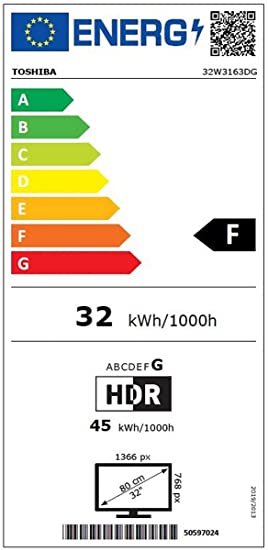 ENERG
TOSHIBA 32W3163DG
A
B
C
D
E
F F
G
32 kWh/1000h
ABCDEFG
HDR
45 kWh/1000h
1366 px
80 cm
32"
768 px
2019/2013
50597024